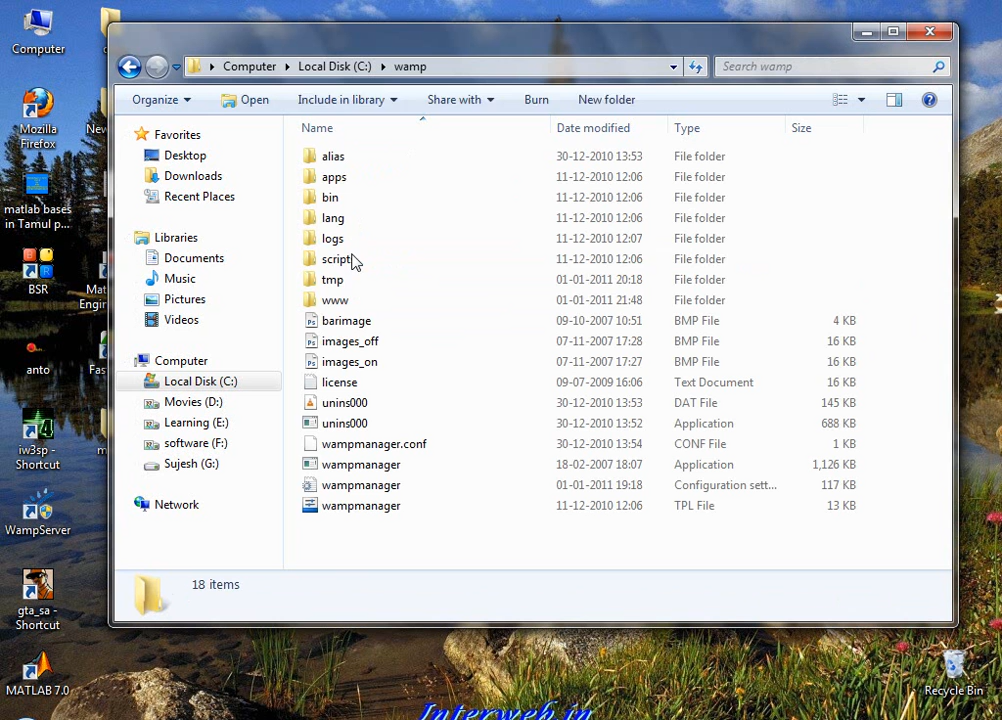 Computer
Mozilla
Firefox
matlab bases
in Tamul p...
BSR
anto
iw3sp -
Shortcut
WampServer
gta_sa -
Shortcut
MATLAB 7.0
Computer Local Disk (C:) wamp
Search wamp
Organize Open Include in library Share with Burn New folder
Favorites
Desktop
Downloads
Recent Places
Libraries
Documents
Music
Pictures
Videos
Computer
Local Disk (C:)
Movies (D:)
Learning (E:)
software (F:)
Sujesh (G:)
Network
Name Date modified Type Size
alias 30-12-2010 13:53 File folder
apps 11-12-2010 12:06 File folder
bin 11-12-2010 12:06 File folder
lang 11-12-2010 12:06 File folder
logs 11-12-2010 12:07 File folder
script 11-12-2010 12:06 File folder
tmp 01-01-2011 20:18 File folder
www 01-01-2011 21:48 File folder
barimage 09-10-2007 10:51 BMP File 4 KB
images_off 07-11-2007 17:28 BMP File 16 KB
images_on 07-11-2007 17:27 BMP File 16 KB
license 09-07-2009 16:06 Text Document 16 KB
unins000 30-12-2010 13:53 DAT File 145 KB
unins000 30-12-2010 13:52 Application 688 KB
wampmanager.conf 30-12-2010 13:54 CONF File 1 KB
wampmanager 18-02-2007 18:07 Application 1,126 KB
wampmanager 01-01-2011 19:18 Configuration sett... 117 KB
wampmanager 11-12-2010 12:06 TPL File 13 KB
18 items
Recycle Bin
Interweb.in